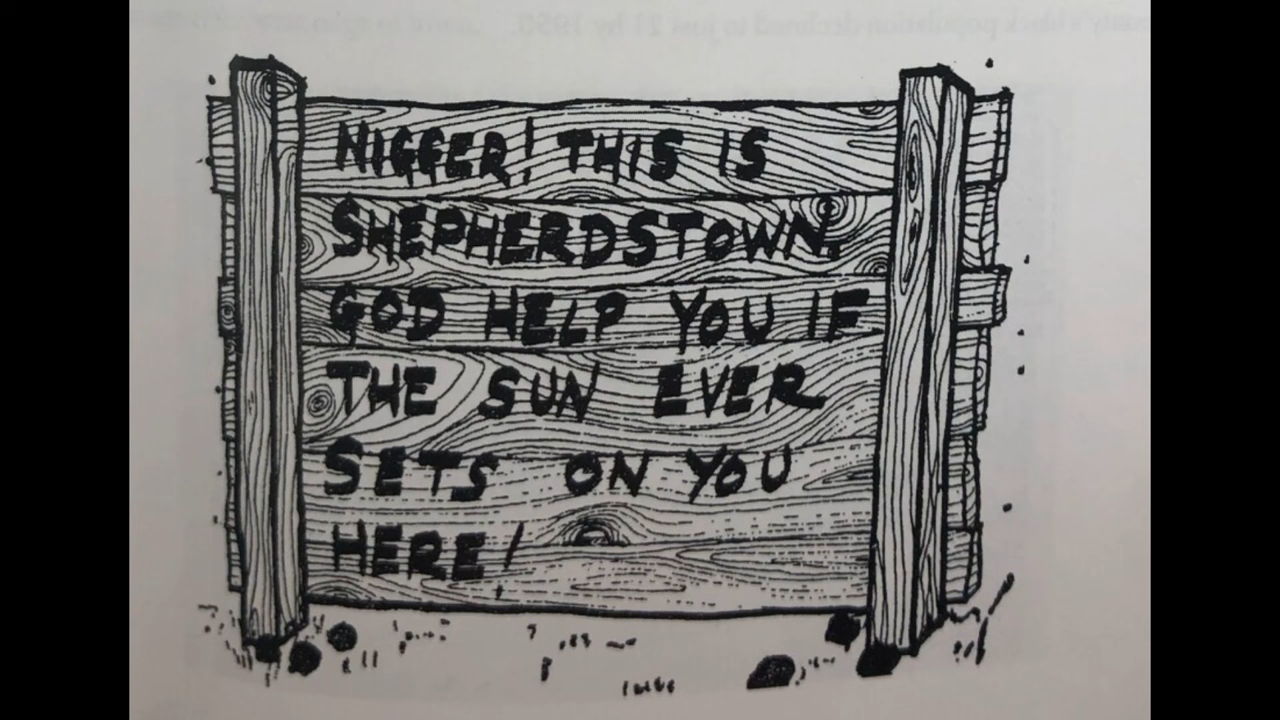 NIGGER! THIS IS
SHEPHERDSTOWN.
GOD HELP YOU IF
THE SUN EVER
SETS ON YOU
HERE!